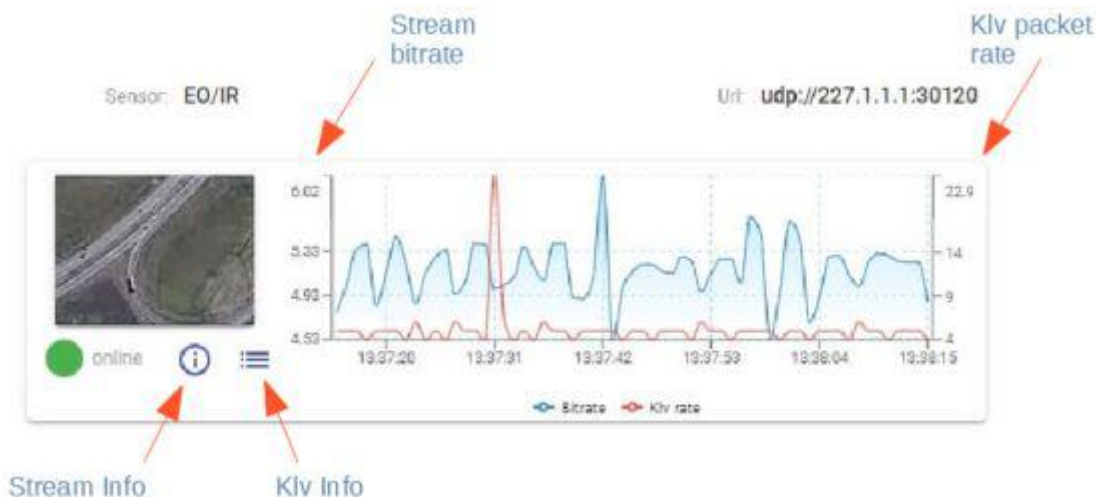 Stream
bitrate
Klv packet
rate
Sensor: EO/IR
Url: udp://227.1.1.1:30120
6.02
22.9
5.33
14
4.93
9
4.53
4
13:37:20
13:37:31
13:37:42
13:37:53
13:38:04
13:38:15
online
Bitrate
Klv rate
Stream Info
Klv Info